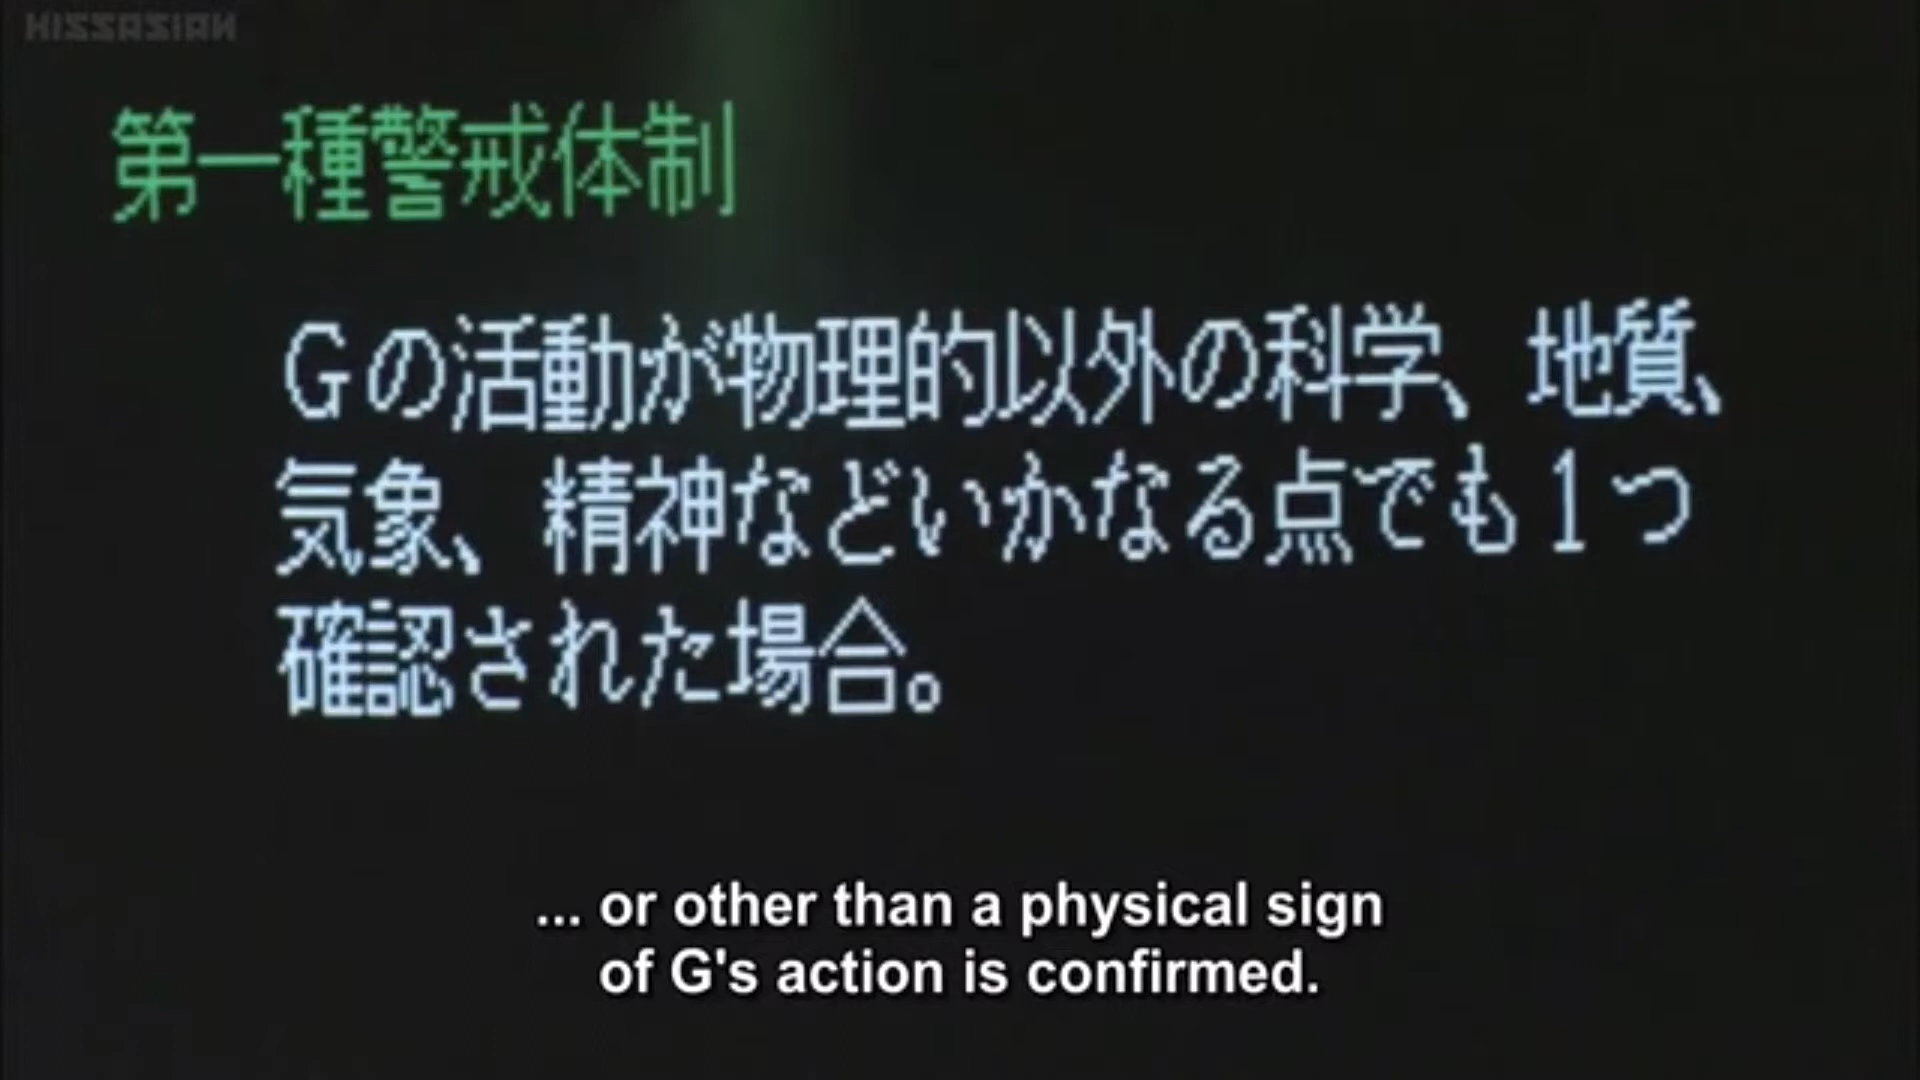 KISSASIAN
第一種警戒体制
Gの活動が物理的以外の科学、地質、
気象、精神などいかなる点でも1つ
確認された場合。
... or other than a physical sign
of G's action is confirmed.